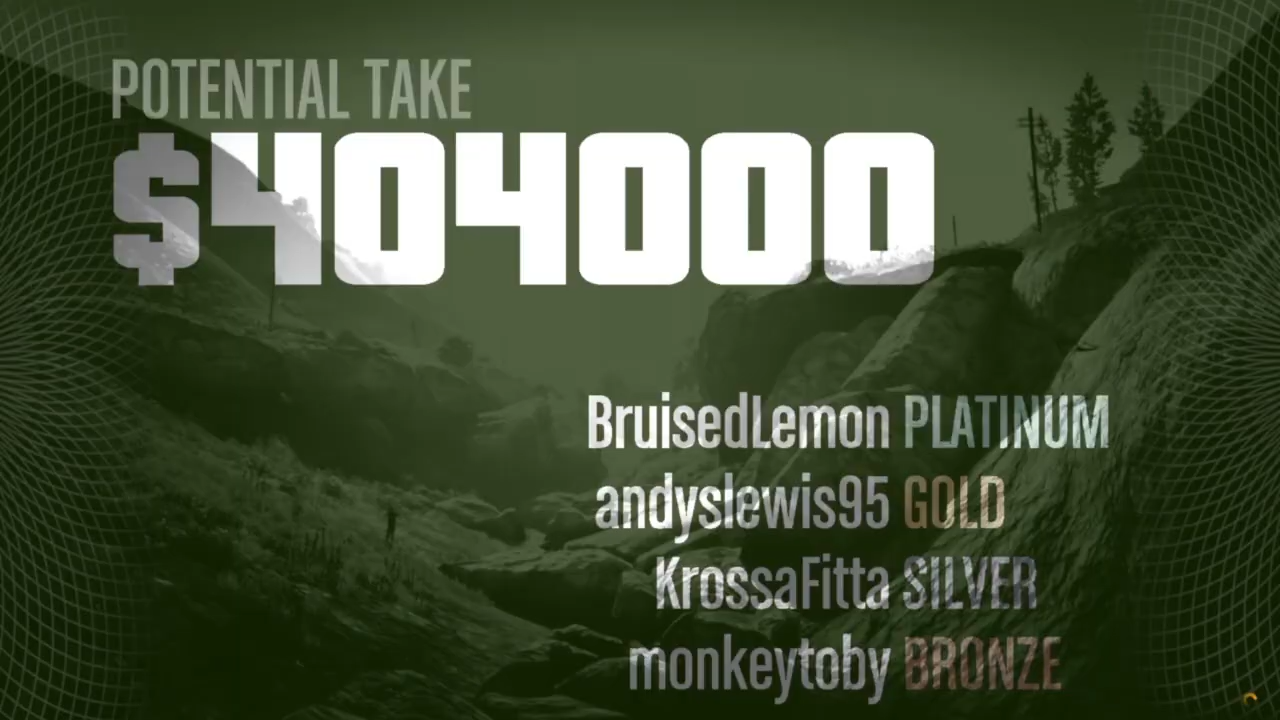 POTENTIAL TAKE
$404000
BruisedLemon PLATINUM
andyslewis95 GOLD
KrossaFitta SILVER
monkeytoby BRONZE